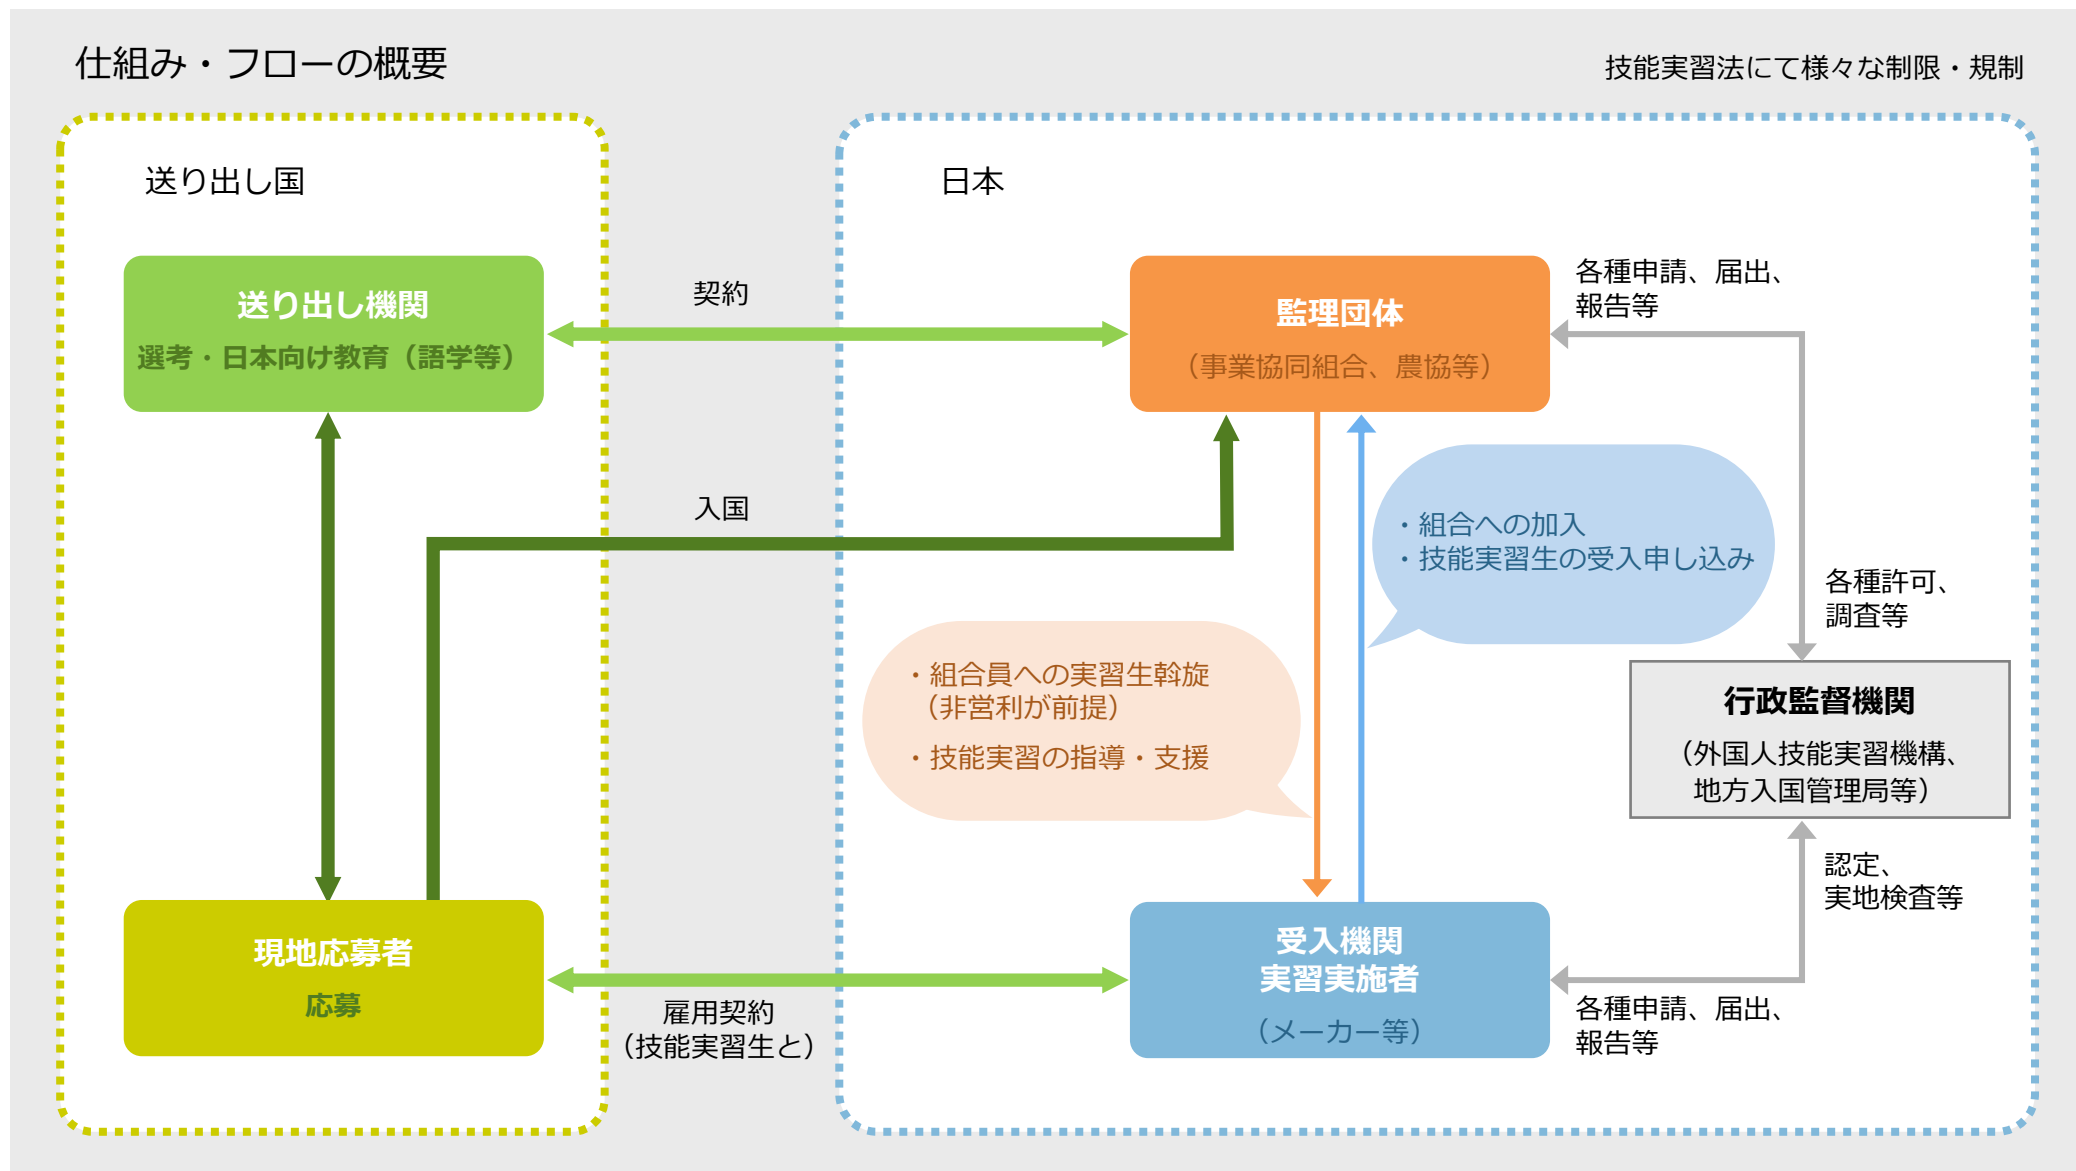 仕組み・フローの概要
技能実習法にて様々な制限・規制
送り出し国
日本
送り出し機関
選考・日本向け教育（語学等）
契約
監理団体
（事業協同組合、農協等）
各種申請、届出、
報告等
入国
・組合への加入
・技能実習生の受入申し込み
各種許可、
調査等
・組合員への実習生斡旋
（非営利が前提）
・技能実習の指導・支援
行政監督機関
（外国人技能実習機構、
地方入国管理局等）
認定、
実地検査等
現地応募者
応募
雇用契約
（技能実習生と）
受入機関
実習実施者
（メーカー等）
各種申請、届出、
報告等